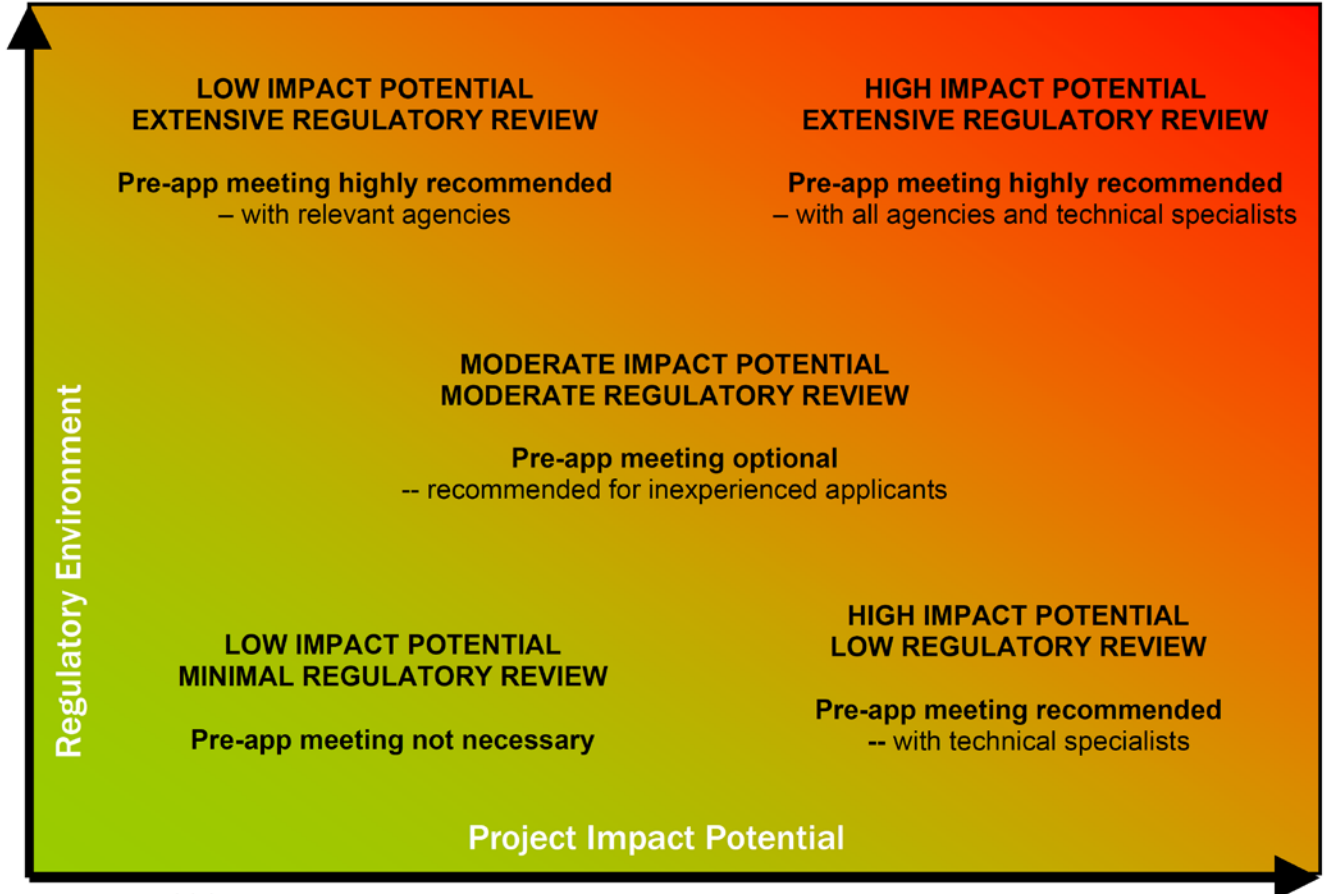 LOW IMPACT POTENTIAL
EXTENSIVE REGULATORY REVIEW
Pre-app meeting highly recommended
– with relevant agencies
HIGH IMPACT POTENTIAL
EXTENSIVE REGULATORY REVIEW
Pre-app meeting highly recommended
– with all agencies and technical specialists
MODERATE IMPACT POTENTIAL
MODERATE REGULATORY REVIEW
Pre-app meeting optional
-- recommended for inexperienced applicants
Regulatory Environment
LOW IMPACT POTENTIAL
MINIMAL REGULATORY REVIEW
Pre-app meeting not necessary
HIGH IMPACT POTENTIAL
LOW REGULATORY REVIEW
Pre-app meeting recommended
-- with technical specialists
Project Impact Potential